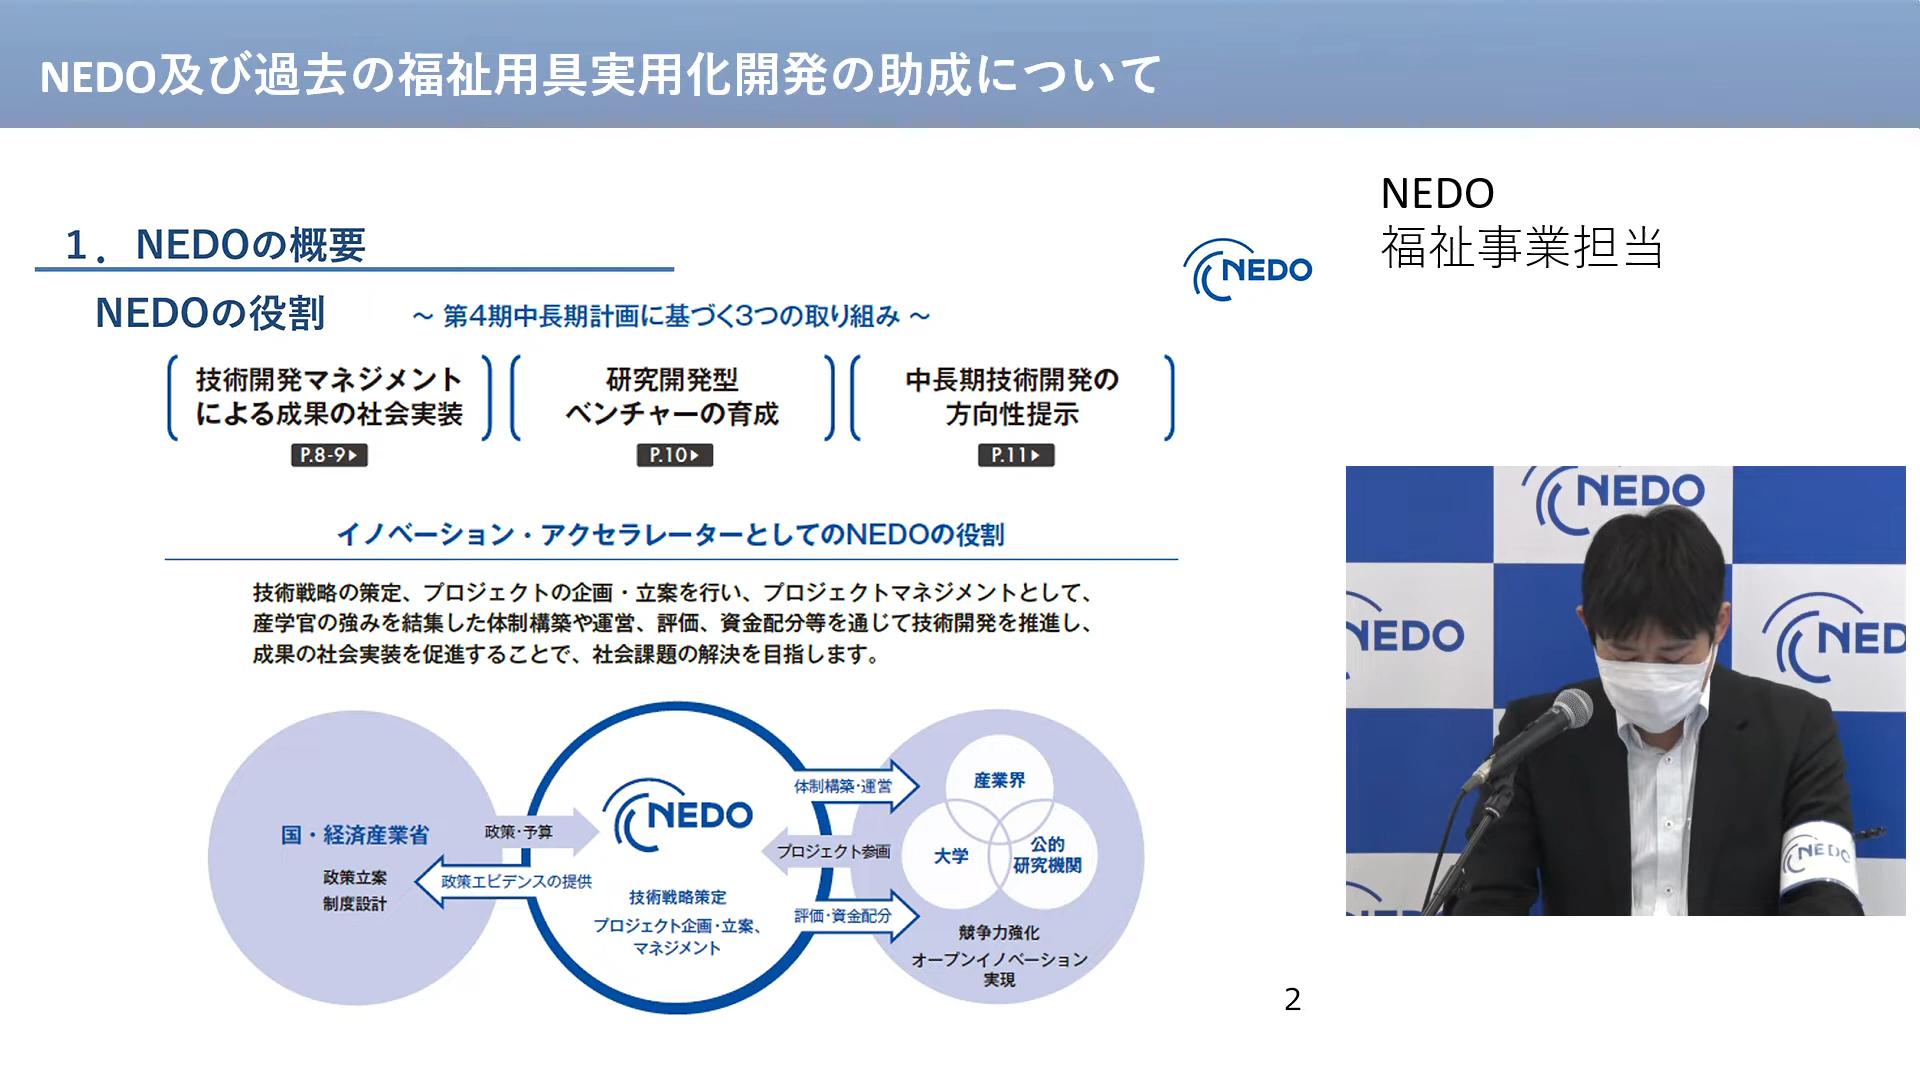 NEDO及び過去の福祉用具実用化開発の助成について
NEDO
福祉事業担当
1．NEDOの概要
NEDO
NEDOの役割
～ 第4期中長期計画に基づく3つの取り組み ～
技術開発マネジメント
による成果の社会実装
P.8-9▶
研究開発型
ベンチャーの育成
P.10▶
中長期技術開発の
方向性提示
P.11▶
イノベーション・アクセラレーターとしてのNEDOの役割
技術戦略の策定、プロジェクトの企画・立案を行い、プロジェクトマネジメントとして、
産学官の強みを結集した体制構築や運営、評価、資金配分等を通じて技術開発を推進し、
成果の社会実装を促進することで、社会課題の解決を目指します。
国・経済産業省
政策立案
制度設計
政策・予算
政策エビデンスの提供
NEDO
技術戦略策定
プロジェクト企画・立案、
マネジメント
体制構築・運営
プロジェクト参画
評価・資金配分
産業界
大学
公的
研究機関
競争力強化
オープンイノベーション
実現
2
NEDO
NEDO
NED
NEDO